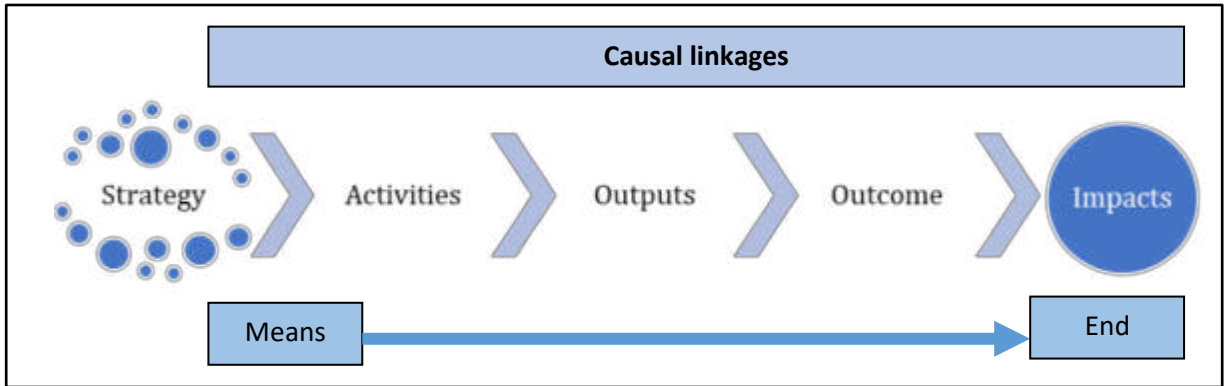 Causal linkages
Strategy
Activities
Outputs
Outcome
Impacts
Means
End